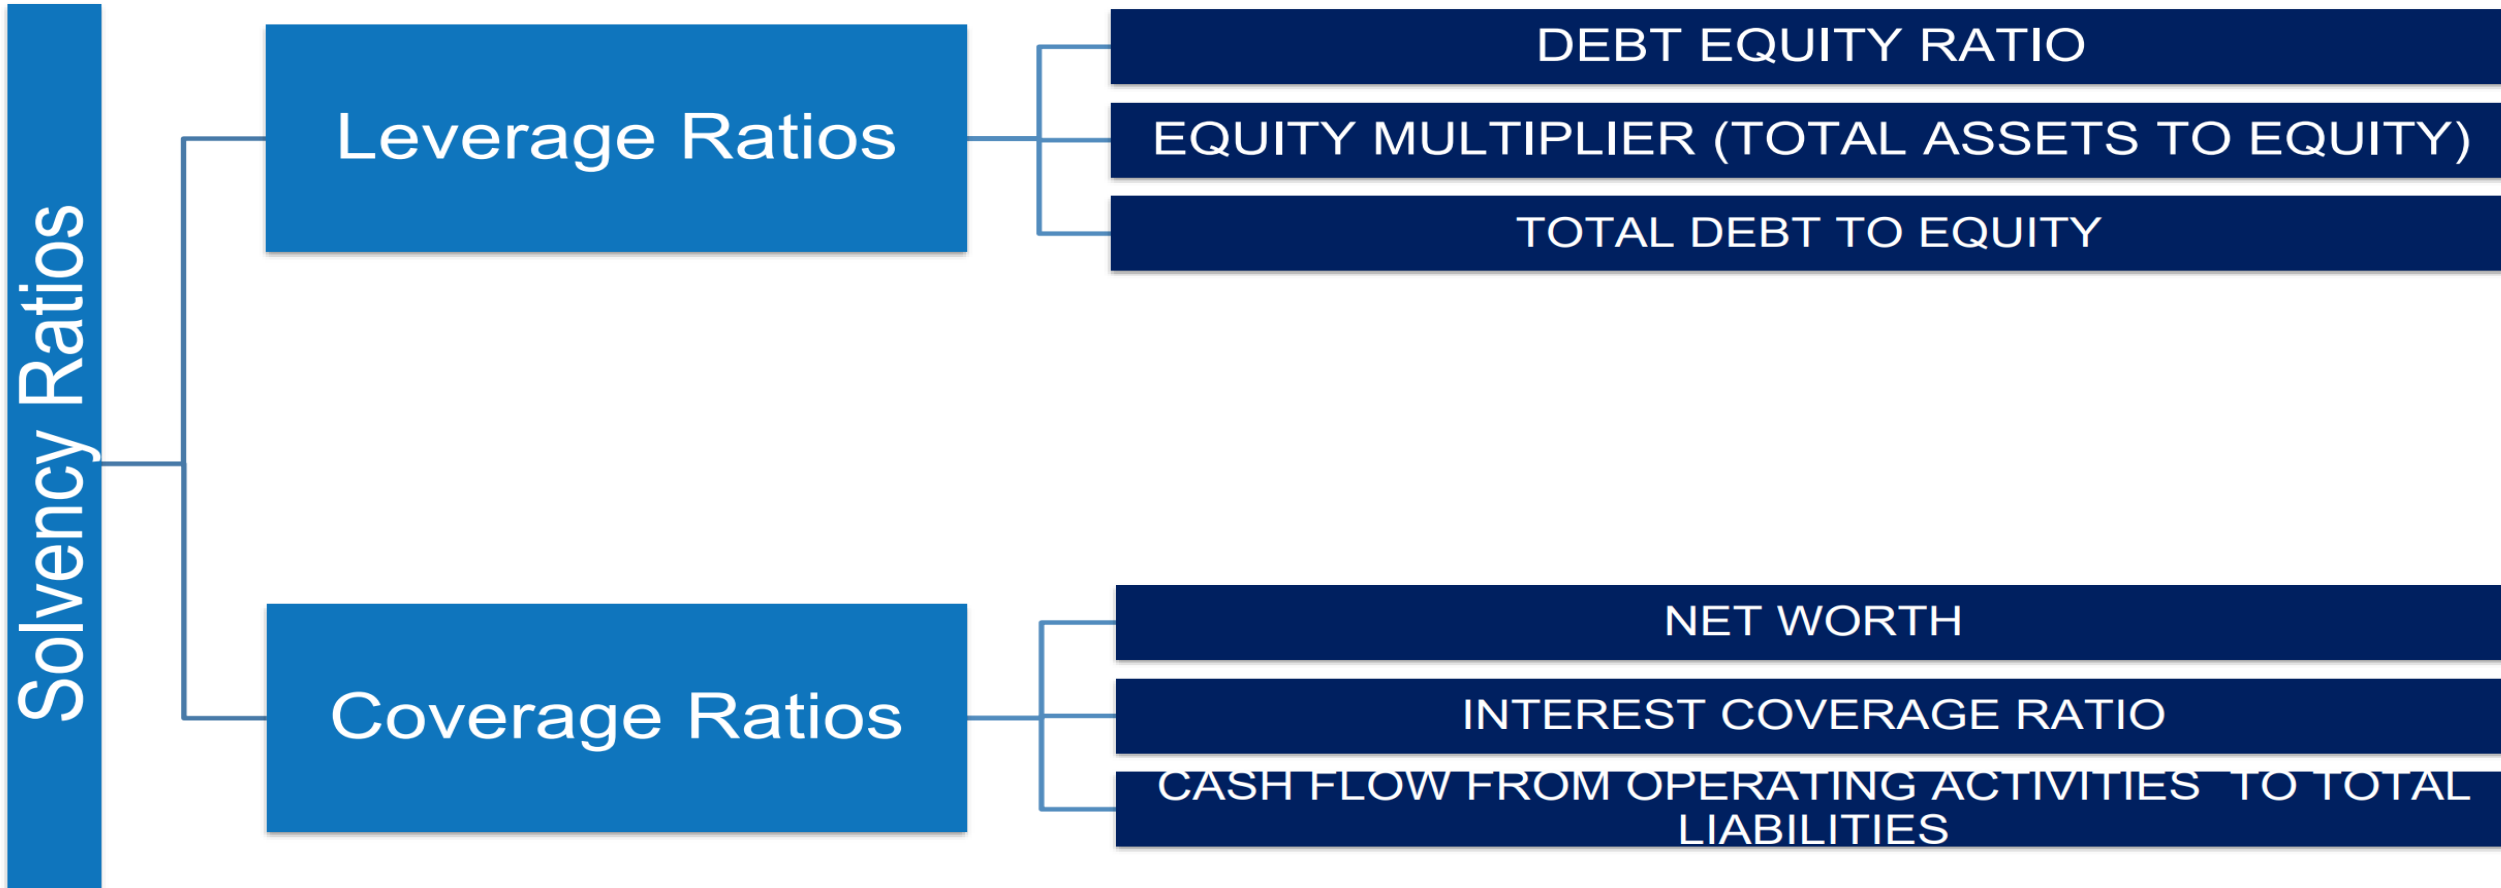 Solvency Ratios
Leverage Ratios
DEBT EQUITY RATIO
EQUITY MULTIPLIER (TOTAL ASSETS TO EQUITY)
TOTAL DEBT TO EQUITY
Coverage Ratios
NET WORTH
INTEREST COVERAGE RATIO
CASH FLOW FROM OPERATING ACTIVITIES TO TOTAL
LIABILITIES